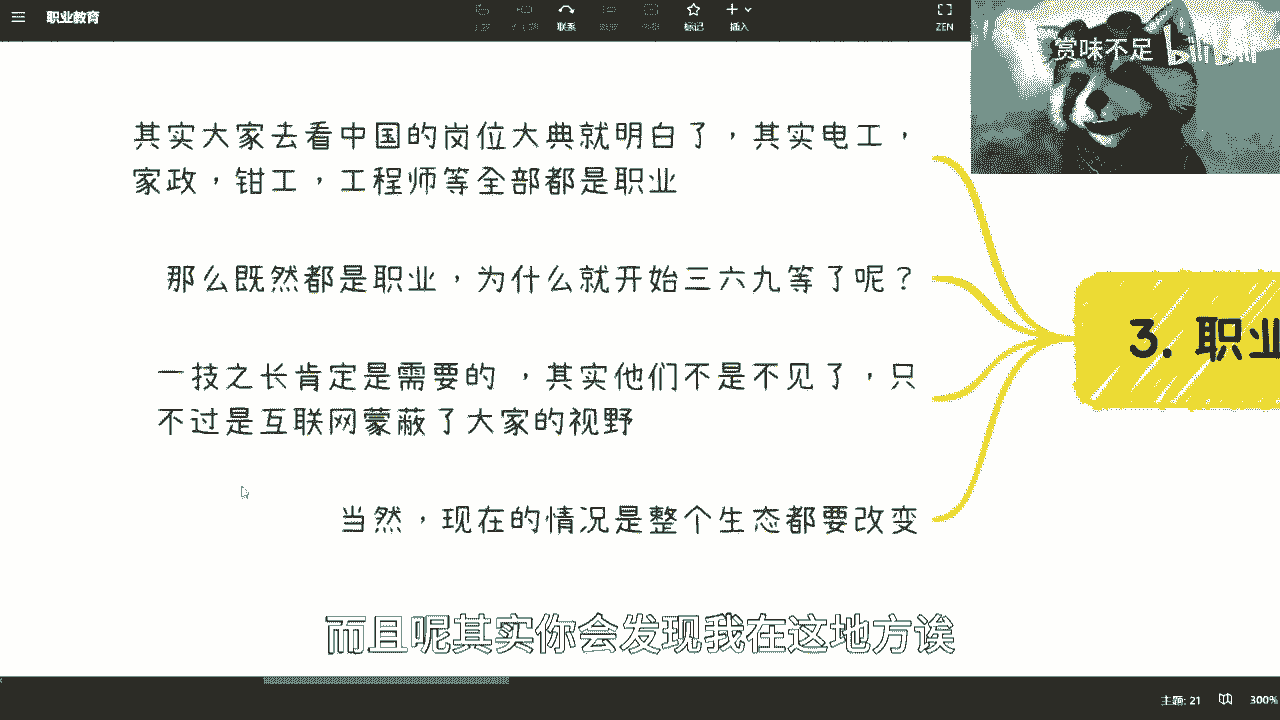 职业教育
联系
标记
插入
ZEN
赏味不足
bilibili
其实大家去看中国的岗位大典就明白了，其实电工，
家政，钳工，工程师等全部都是职业
那么既然都是职业，为什么就开始三六九等了呢？
3. 职业
一技之长肯定是需要的 ，其实他们不是不见了，只
不过是互联网蒙蔽了大家的视野
当然，现在的情况是整个生态都要改变
而且呢其实你会发现我在这地方诶
主题: 21
300%